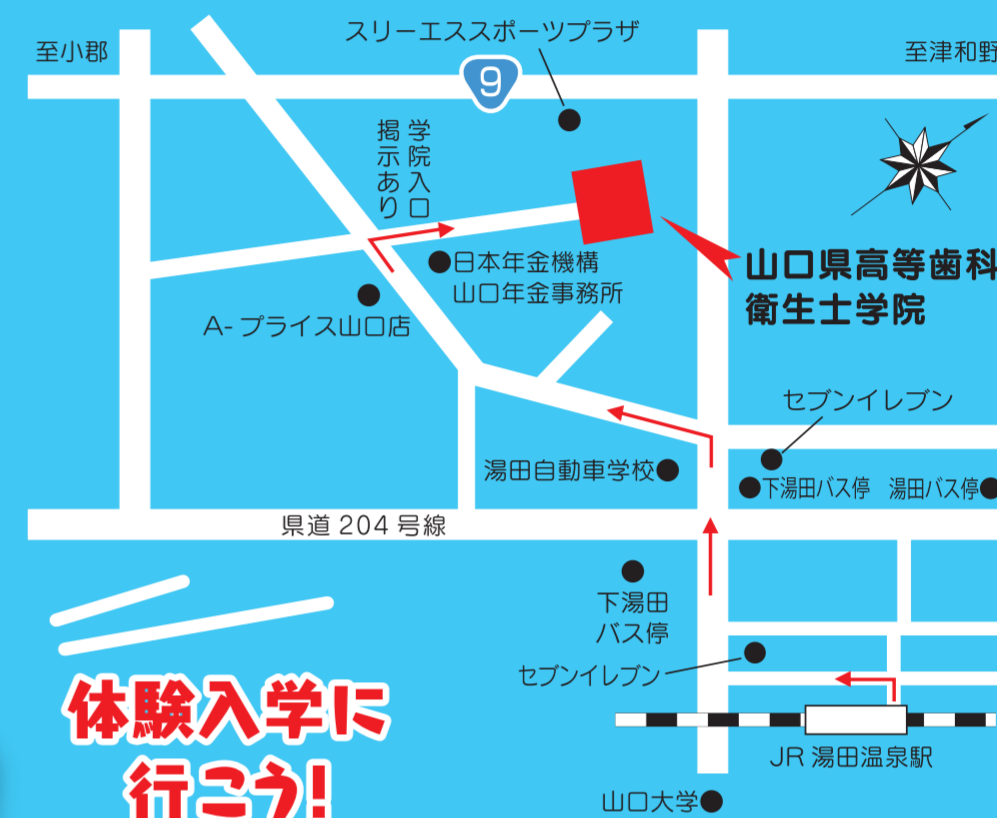 スリーエススポーツプラザ
至小郡
至津和野
9
学院入口
掲示あり
日本年金機構
山口年金事務所
A-プライス山口店
山口県高等歯科
衛生士学院
セブンイレブン
湯田自動車学校
下湯田バス停
湯田バス停
県道204号線
下湯田
バス停
セブンイレブン
JR湯田温泉駅
山口大学
体験入学に
行こう!